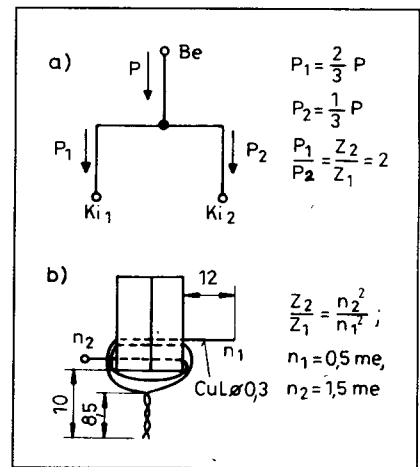 a)
Be
P
P₁
P₂
Ki₁
Ki₂
P₁ = 2/3 P
P₂ = 1/3 P
P₁/P₂ = Z₂/Z₁ = 2
b)
12
n₂
n₁
CuLø0,3
10
8,5
Z₂/Z₁ = n₂²/n₁² ;
n₁ = 0,5 me,
n₂ = 1,5 me